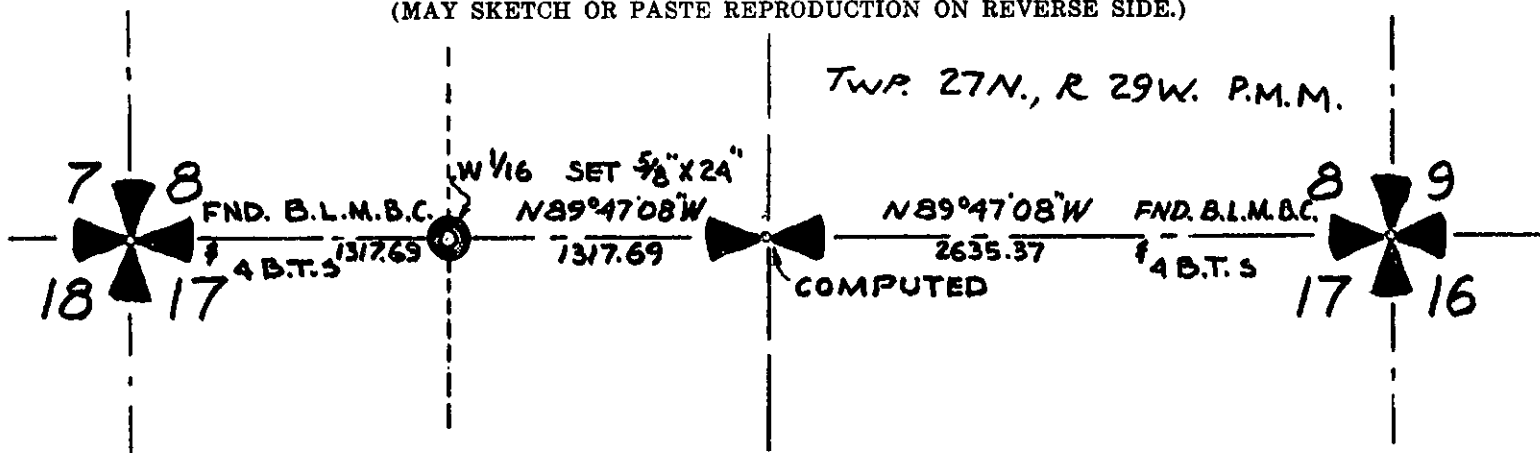 (MAY SKETCH OR PASTE REPRODUCTION ON REVERSE SIDE.)
TWP. 27N., R 29W. P.M.M.
7 8
W 1/16 SET 5/8" X 24"
8 9
FND. B.L.M.B.C.
N89°47'08"W
N89°47'08"W
FND. B.L.M.B.C.
1317.69
1317.69
2635.37
& 4 B.T.S
COMPUTED
& 4 B.T.S
18 17
17 16